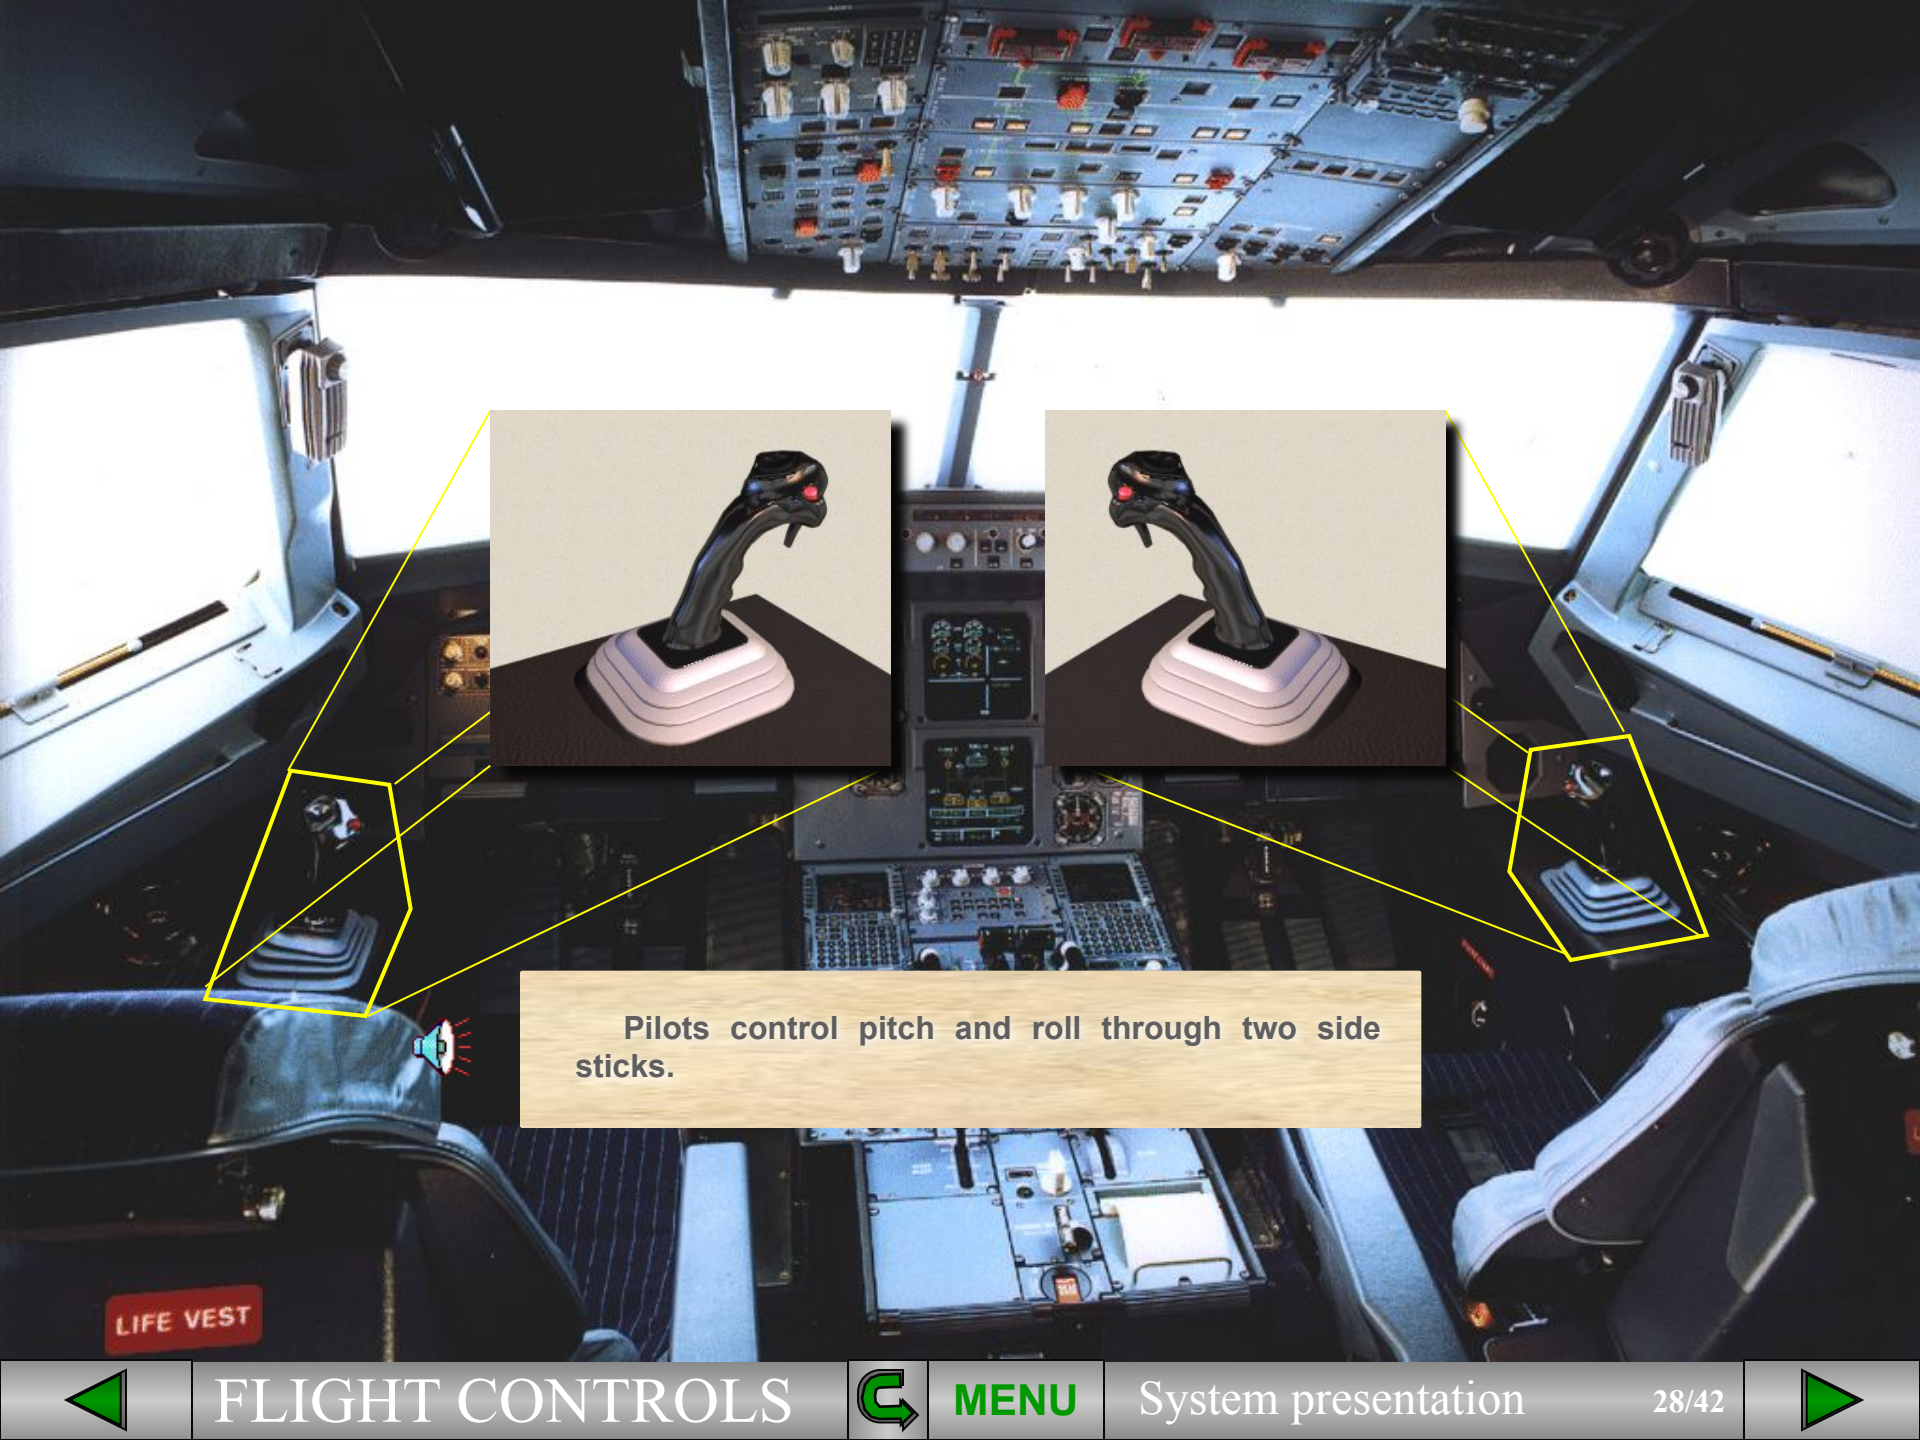 Pilots control pitch and roll through two side
sticks.
LIFE VEST
FLIGHT CONTROLS
MENU
System presentation
28/42